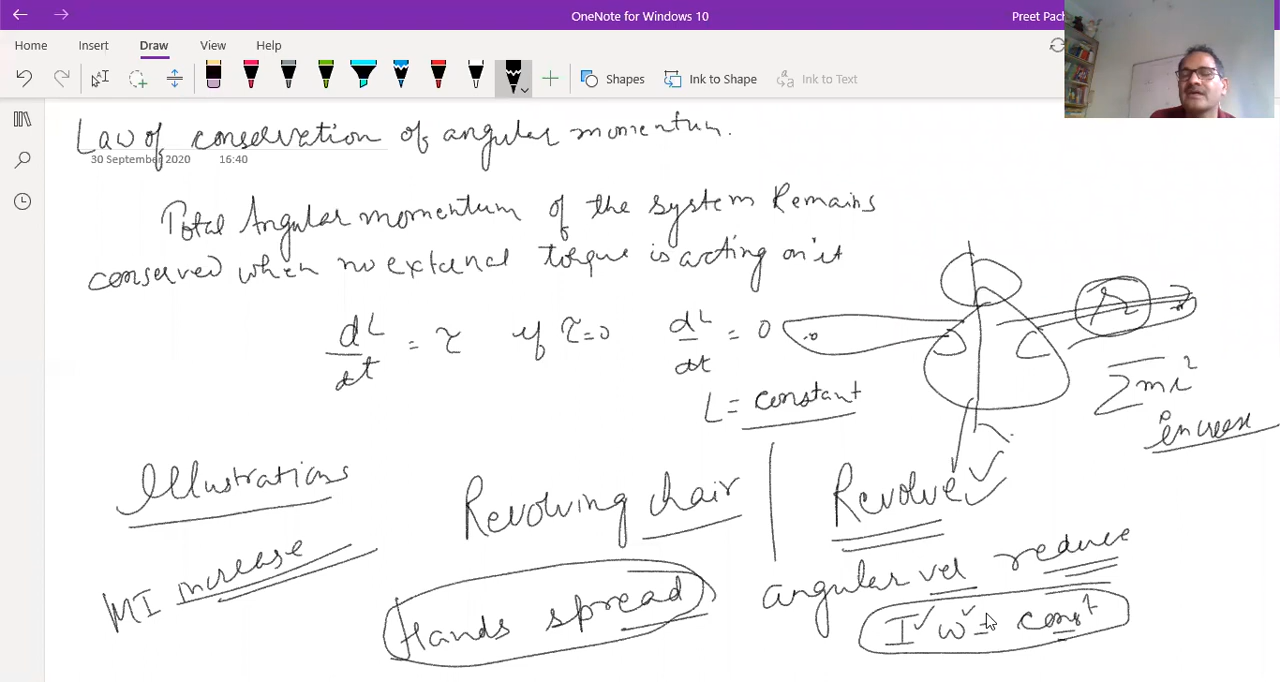 OneNote for Windows 10
Preet Pach
Home Insert Draw View Help
Shapes Ink to Shape Ink to Text
Law of conservation of angular momentum.
30 September 2020 16:40
Total Angular momentum of the system Remains
conserved when no external torque is acting on it
dL/dt = τ if τ=0 dL/dt = 0
L = constant
r
Σmr²
increase
Illustrations
Revolving chair
Revolve ✓
MI increase
Hands spread
angular vel reduce
I✓ ω✓ = const